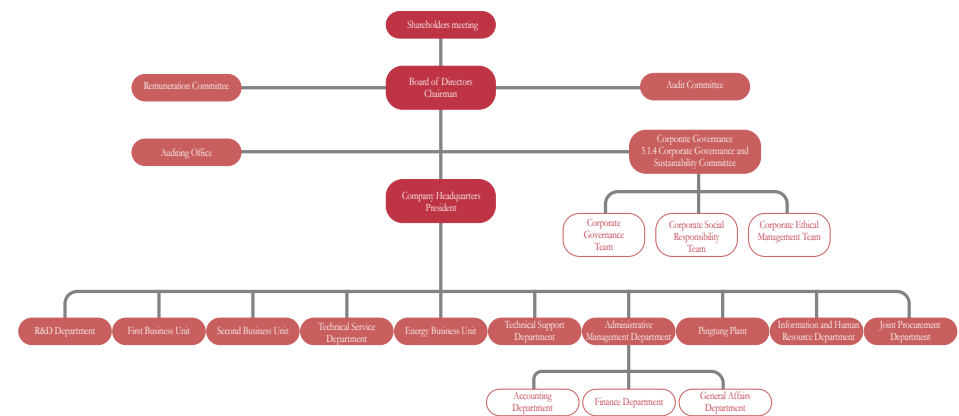 Shareholders meeting
Remuneration Committee
Board of Directors
Chairman
Audit Committee
Auditing Office
Corporate Governance
3.1.4 Corporate Governance and
Sustainability Committee
Company Headquarters
President
Corporate
Governance
Team
Corporate Social
Responsibility
Team
Corporate Ethical
Management Team
R&D Department
First Business Unit
Second Business Unit
Technical Service
Department
Energy Business Unit
Technical Support
Department
Administrative
Management Department
Pingtung Plant
Information and Human
Resource Department
Joint Procurement
Department
Accounting
Department
Finance Department
General Affairs
Department